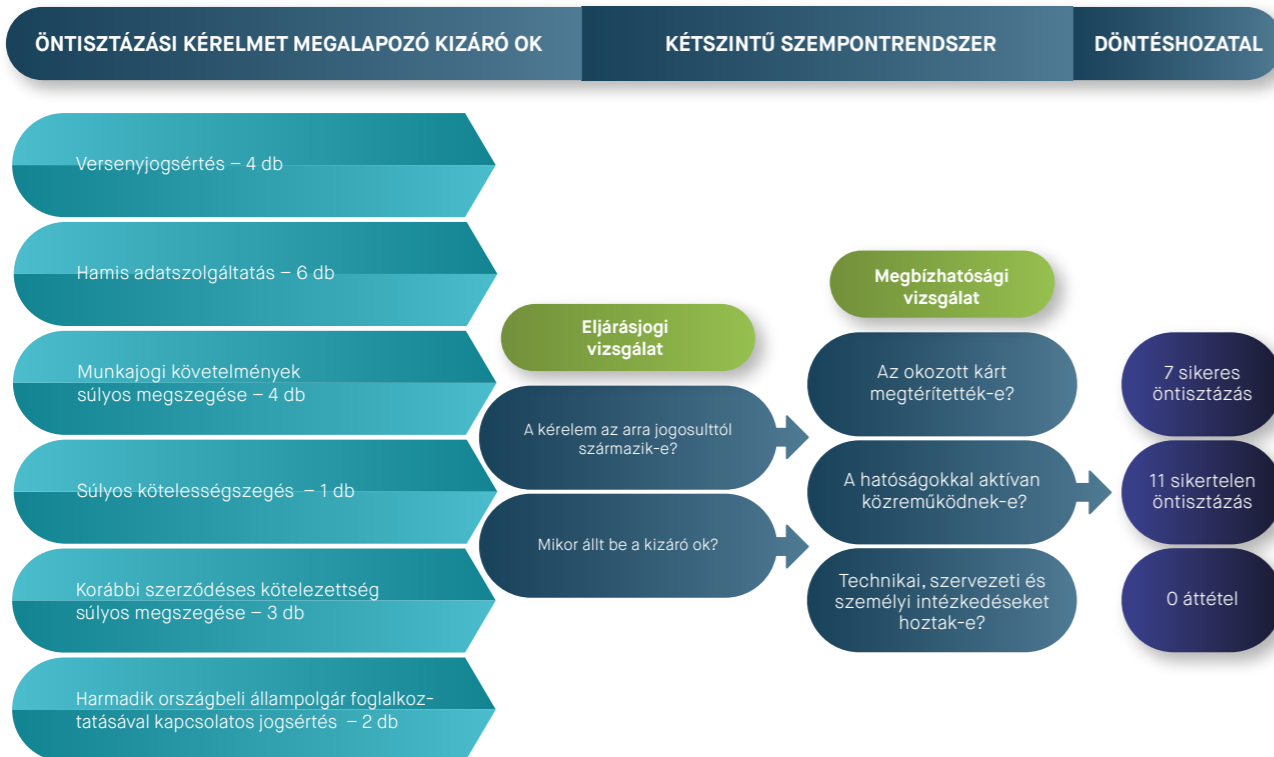 ÖNTISZTÁZÁSI KÉRELMET MEGALAPOZÓ KIZÁRÓ OK
KÉTSZINTŰ SZEMPONTRENDSZER
DÖNTÉSHOZATAL
Versenyjogsértés – 4 db
Hamis adatszolgáltatás – 6 db
Munkajogi követelmények
súlyos megszegése – 4 db
Súlyos kötelességszegés – 1 db
Korábbi szerződéses kötelezettség
súlyos megszegése – 3 db
Harmadik országbeli állampolgár foglalkoz-
tatásával kapcsolatos jogsértés – 2 db
Eljárásjogi
vizsgálat
A kérelem az arra jogosulttól
származik-e?
Mikor állt be a kizáró ok?
Megbízhatósági
vizsgálat
Az okozott kárt
megtérítették-e?
A hatóságokkal aktívan
közreműködnek-e?
Technikai, szervezeti és
személyi intézkedéseket
hoztak-e?
7 sikeres
öntisztázás
11 sikertelen
öntisztázás
0 áttétel